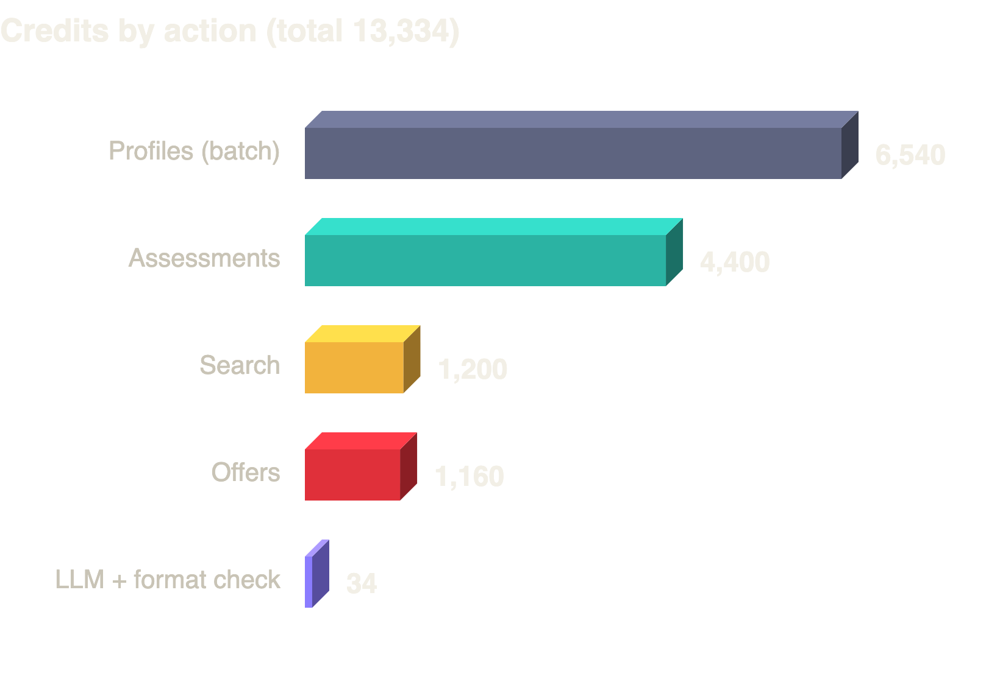 Credits by action (total 13,334)
Profiles (batch) 6,540
Assessments 4,400
Search 1,200
Offers 1,160
LLM + format check 34